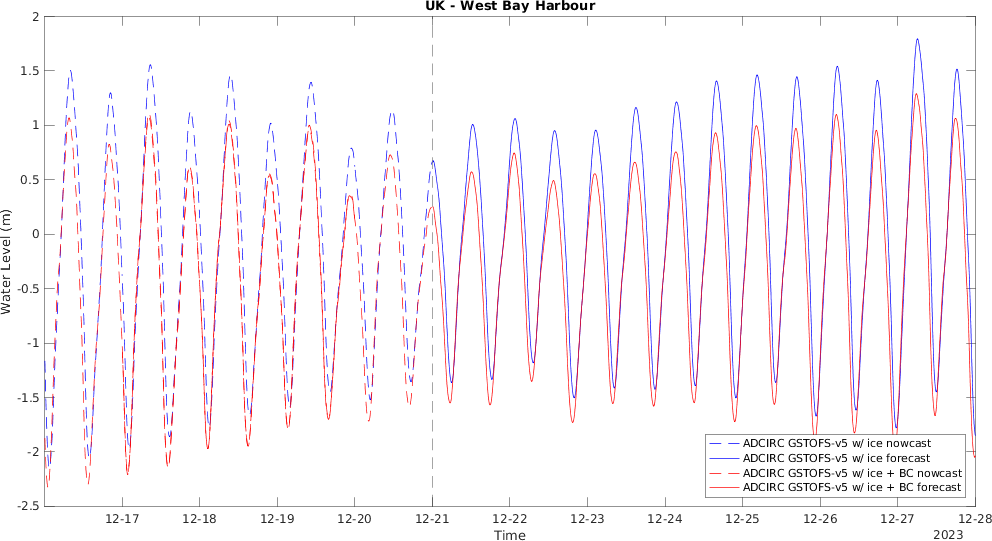 UK - West Bay Harbour
2
1.5
1
0.5
0
-0.5
-1
-1.5
-2
-2.5
Water Level (m)
ADCIRC GSTOFS-v5 w/ ice nowcast
ADCIRC GSTOFS-v5 w/ ice forecast
ADCIRC GSTOFS-v5 w/ ice + BC nowcast
ADCIRC GSTOFS-v5 w/ ice + BC forecast
12-17 12-18 12-19 12-20 12-21 12-22 12-23 12-24 12-25 12-26 12-27 12-28
Time
2023